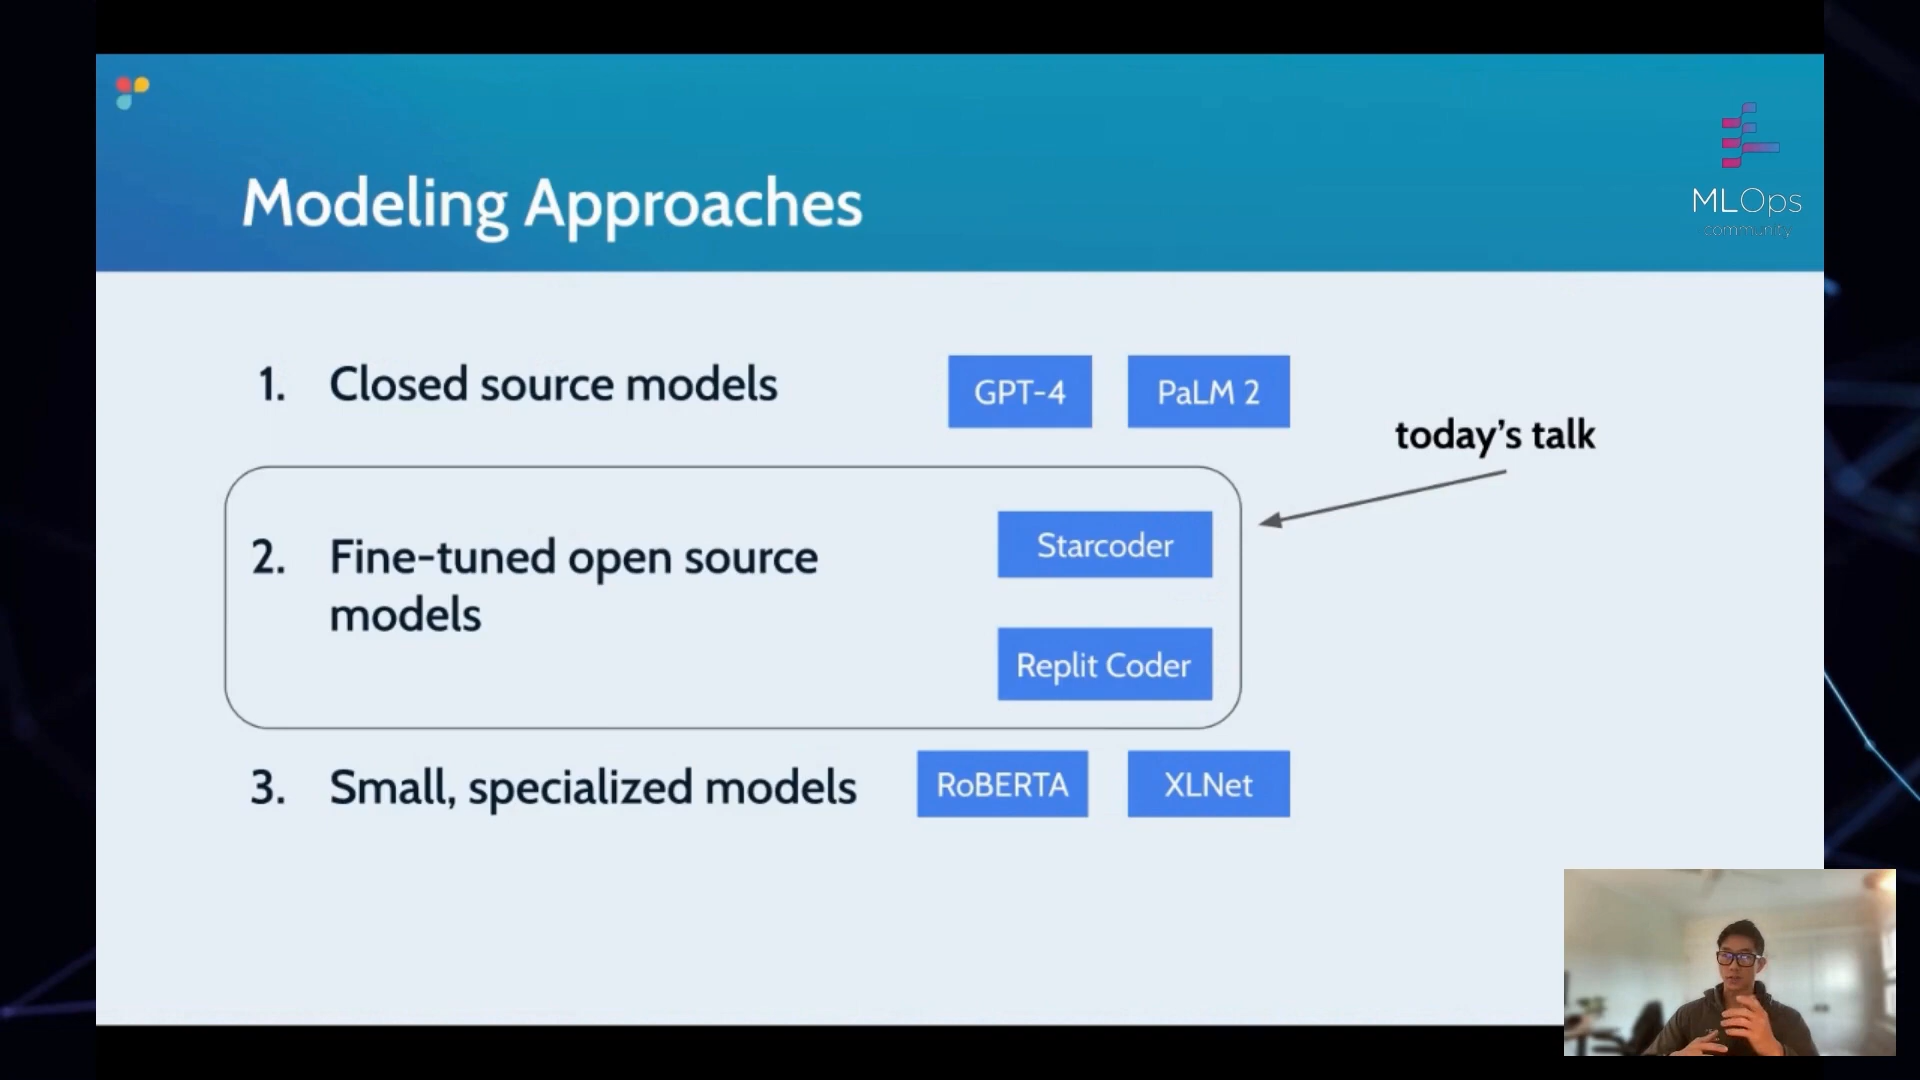 MLOps
community
Modeling Approaches
1. Closed source models
GPT-4
PaLM 2
today's talk
2. Fine-tuned open source
models
Starcoder
Replit Coder
3. Small, specialized models
RoBERTA
XLNet